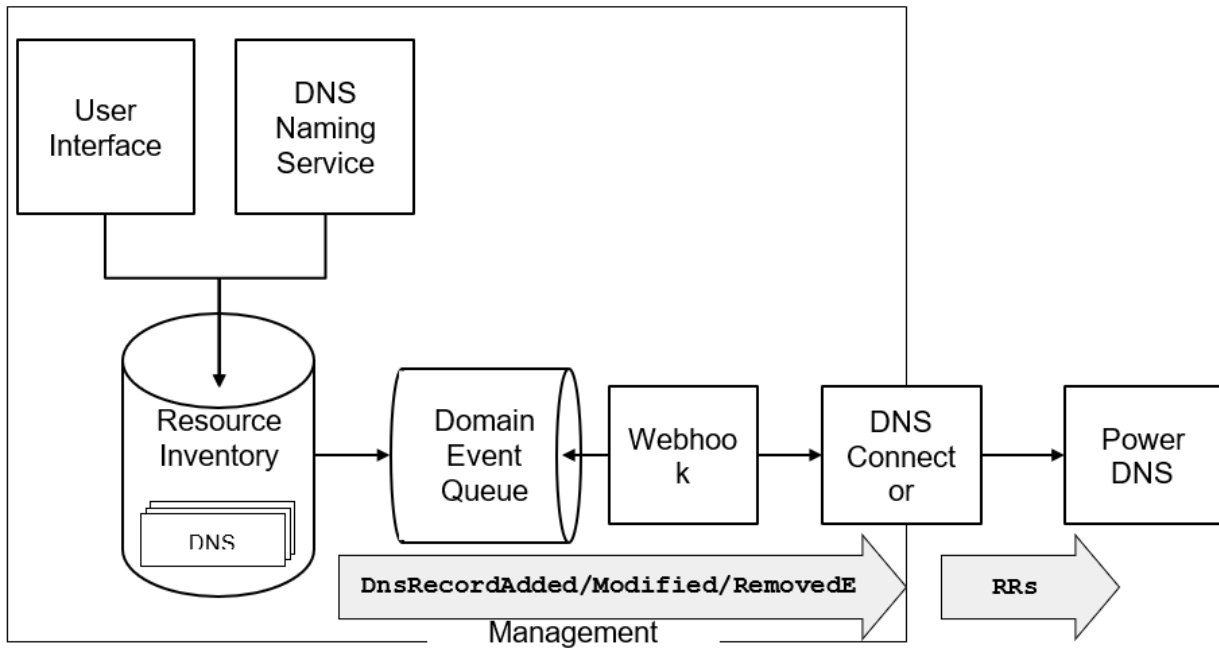 User
Interface
DNS
Naming
Service
Resource
Inventory
DNS
Domain
Event
Queue
Webhoo
k
DNS
Connect
or
Power
DNS
DnsRecordAdded/Modified/RemovedE
RRs
Management